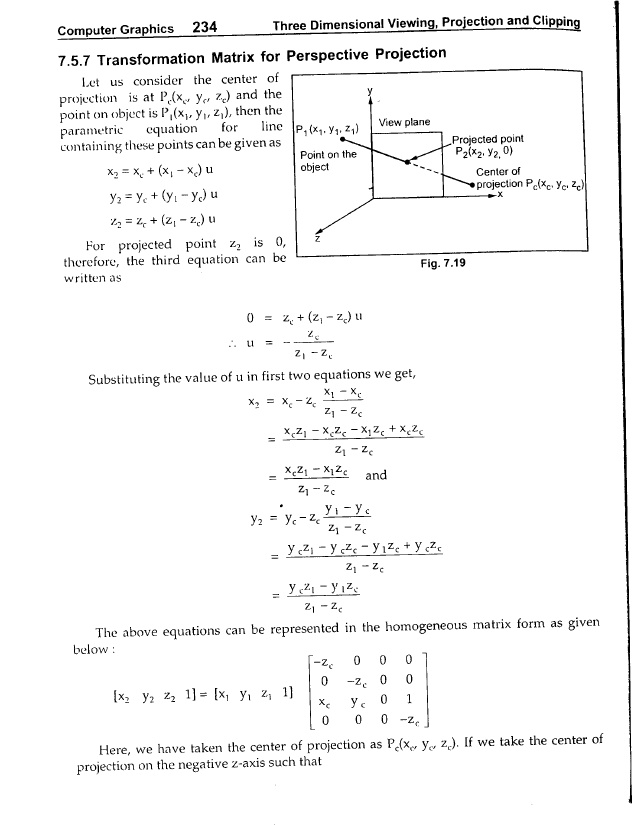 Computer Graphics 234 Three Dimensional Viewing, Projection and Clipping
7.5.7 Transformation Matrix for Perspective Projection
Let us consider the center of
projection is at P_c(x_c, y_c, z_c) and the
point on object is P_1(x_1, y_1, z_1), then the
parametric equation for line
containing these points can be given as
x_2 = x_c + (x_1 − x_c) u
y_2 = y_c + (y_1 − y_c) u
z_2 = z_c + (z_1 − z_c) u
For projected point z_2 is 0,
therefore, the third equation can be
written as
y
View plane
P_1 (x_1, y_1, z_1)
Point on the
object
Projected point
P_2(x_2, y_2, 0)
Center of
projection P_c(x_c, y_c, z_c)
x
z
Fig. 7.19
0 = z_c + (z_1 − z_c) u
∴ u = − z_c / (z_1 − z_c)
Substituting the value of u in first two equations we get,
x_2 = x_c − z_c (x_1 − x_c) / (z_1 − z_c)
= (x_c z_1 − x_c z_c − x_1 z_c + x_c z_c) / (z_1 − z_c)
= (x_c z_1 − x_1 z_c) / (z_1 − z_c) and
y_2 = y_c − z_c (y_1 − y_c) / (z_1 − z_c)
= (y_c z_1 − y_c z_c − y_1 z_c + y_c z_c) / (z_1 − z_c)
= (y_c z_1 − y_1 z_c) / (z_1 − z_c)
The above equations can be represented in the homogeneous matrix form as given
below :
[x_2 y_2 z_2 1] = [x_1 y_1 z_1 1]
−z_c 0 0 0
0 −z_c 0 0
x_c y_c 0 1
0 0 0 −z_c
Here, we have taken the center of projection as P_c(x_c, y_c, z_c). If we take the center of
projection on the negative z-axis such that